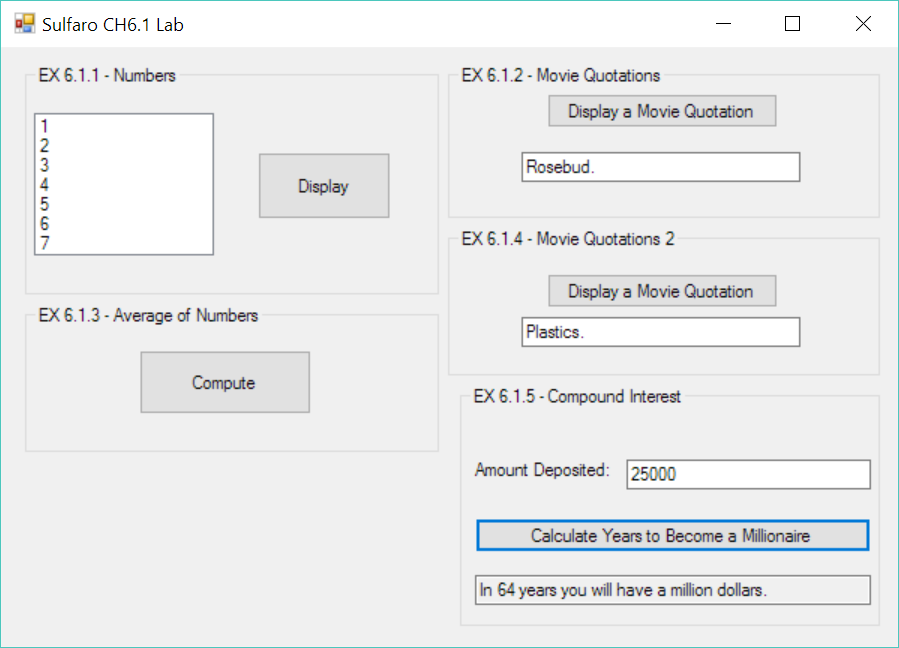 Sulfaro CH6.1 Lab
EX 6.1.1 - Numbers
1
2
3
4
5
6
7
Display
EX 6.1.2 - Movie Quotations
Display a Movie Quotation
Rosebud.
EX 6.1.3 - Average of Numbers
Compute
EX 6.1.4 - Movie Quotations 2
Display a Movie Quotation
Plastics.
EX 6.1.5 - Compound Interest
Amount Deposited: 25000
Calculate Years to Become a Millionaire
In 64 years you will have a million dollars.